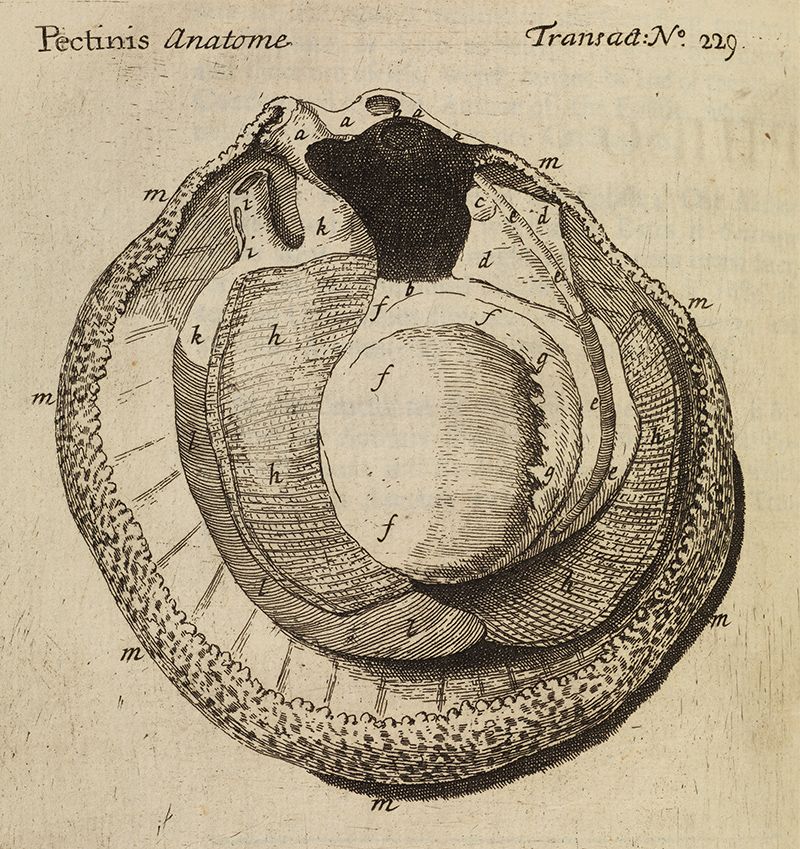 Pectinis Anatome Transact: No. 229.
a a b a a
m m
c e d
i k
i d e
b
f f
k h f g
m m
e h
l h g e
f
l h
l
m m
m